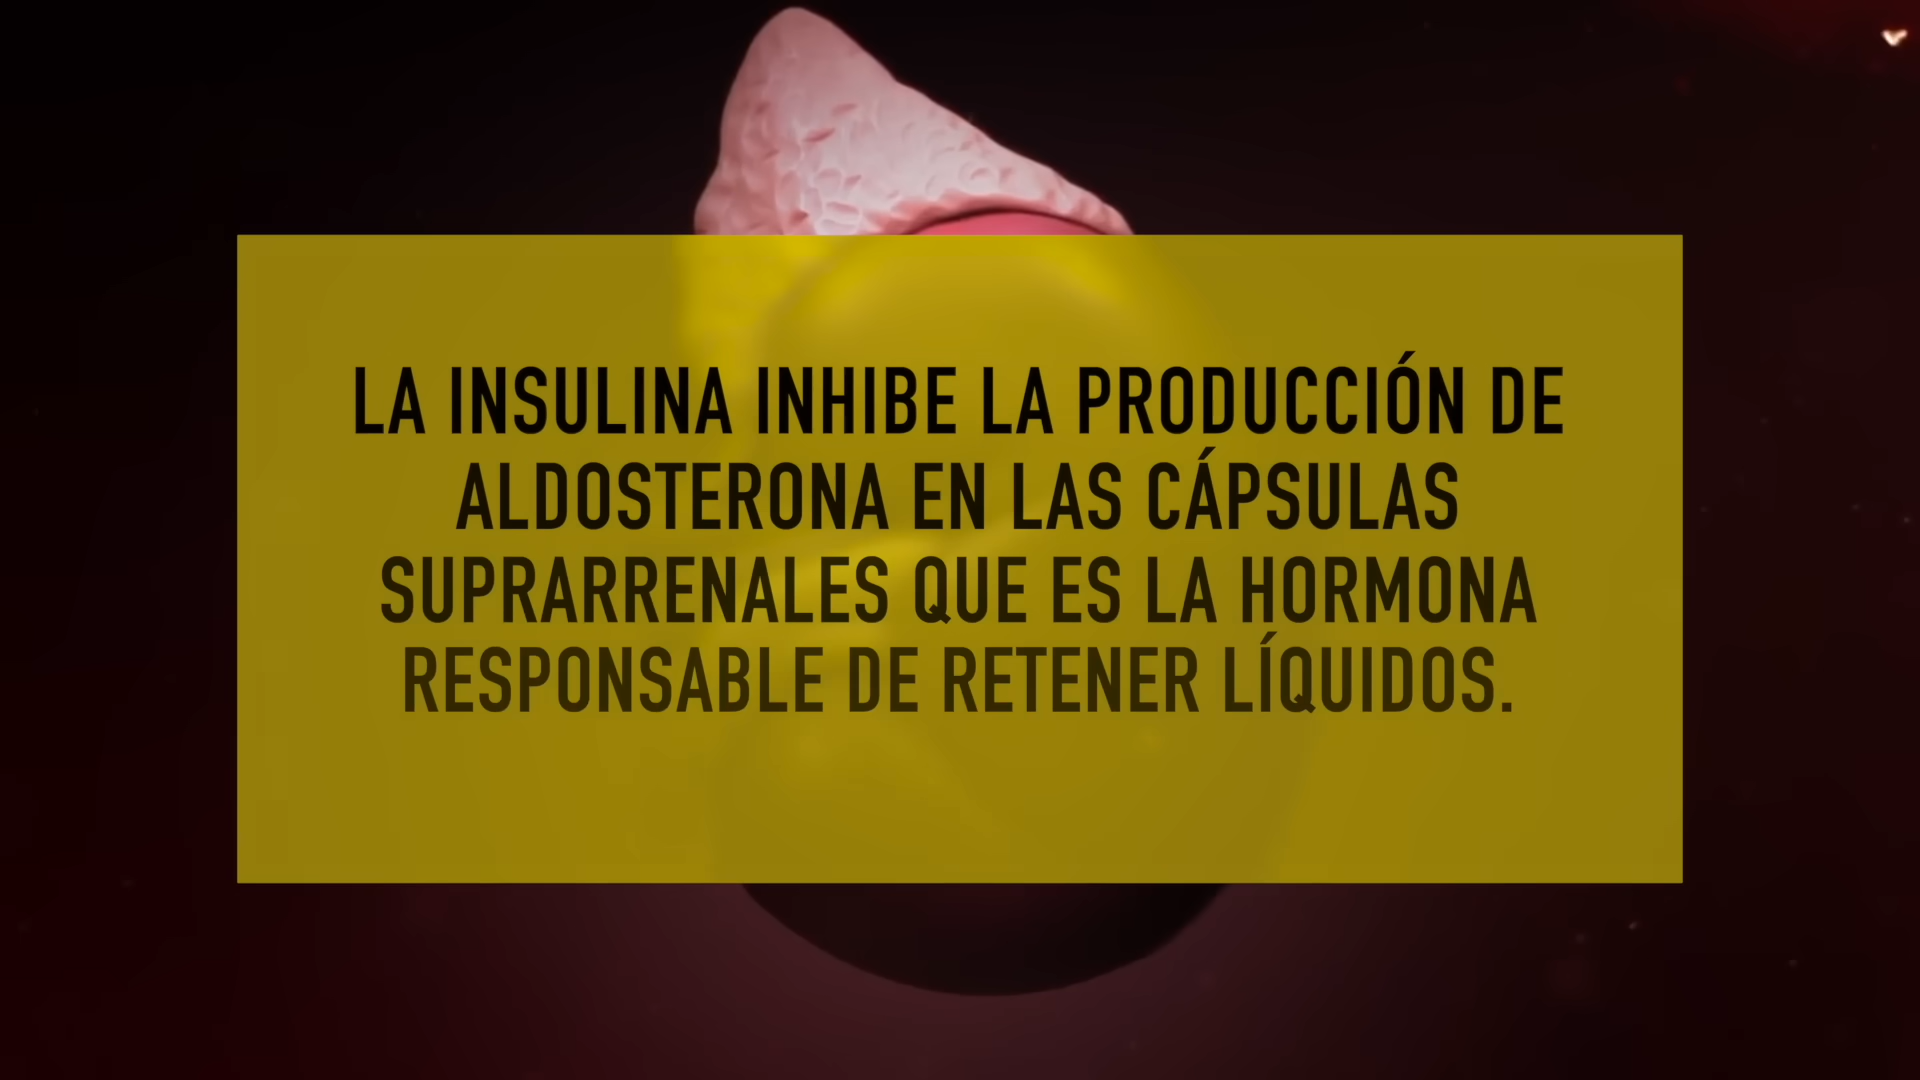 LA INSULINA INHIBE LA PRODUCCIÓN DE
ALDOSTERONA EN LAS CÁPSULAS
SUPRARRENALES QUE ES LA HORMONA
RESPONSABLE DE RETENER LÍQUIDOS.